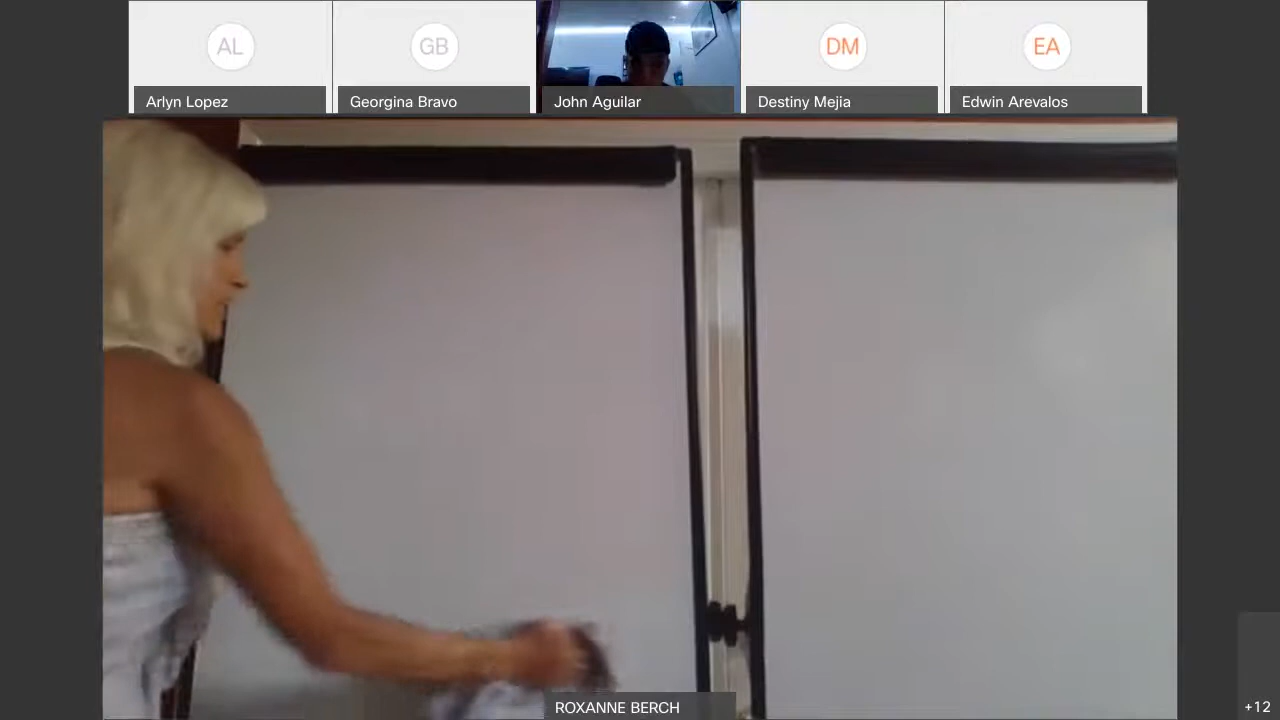 AL
GB
DM
EA
Arlyn Lopez
Georgina Bravo
John Aguilar
Destiny Mejia
Edwin Arevalos
ROXANNE BERCH
+12